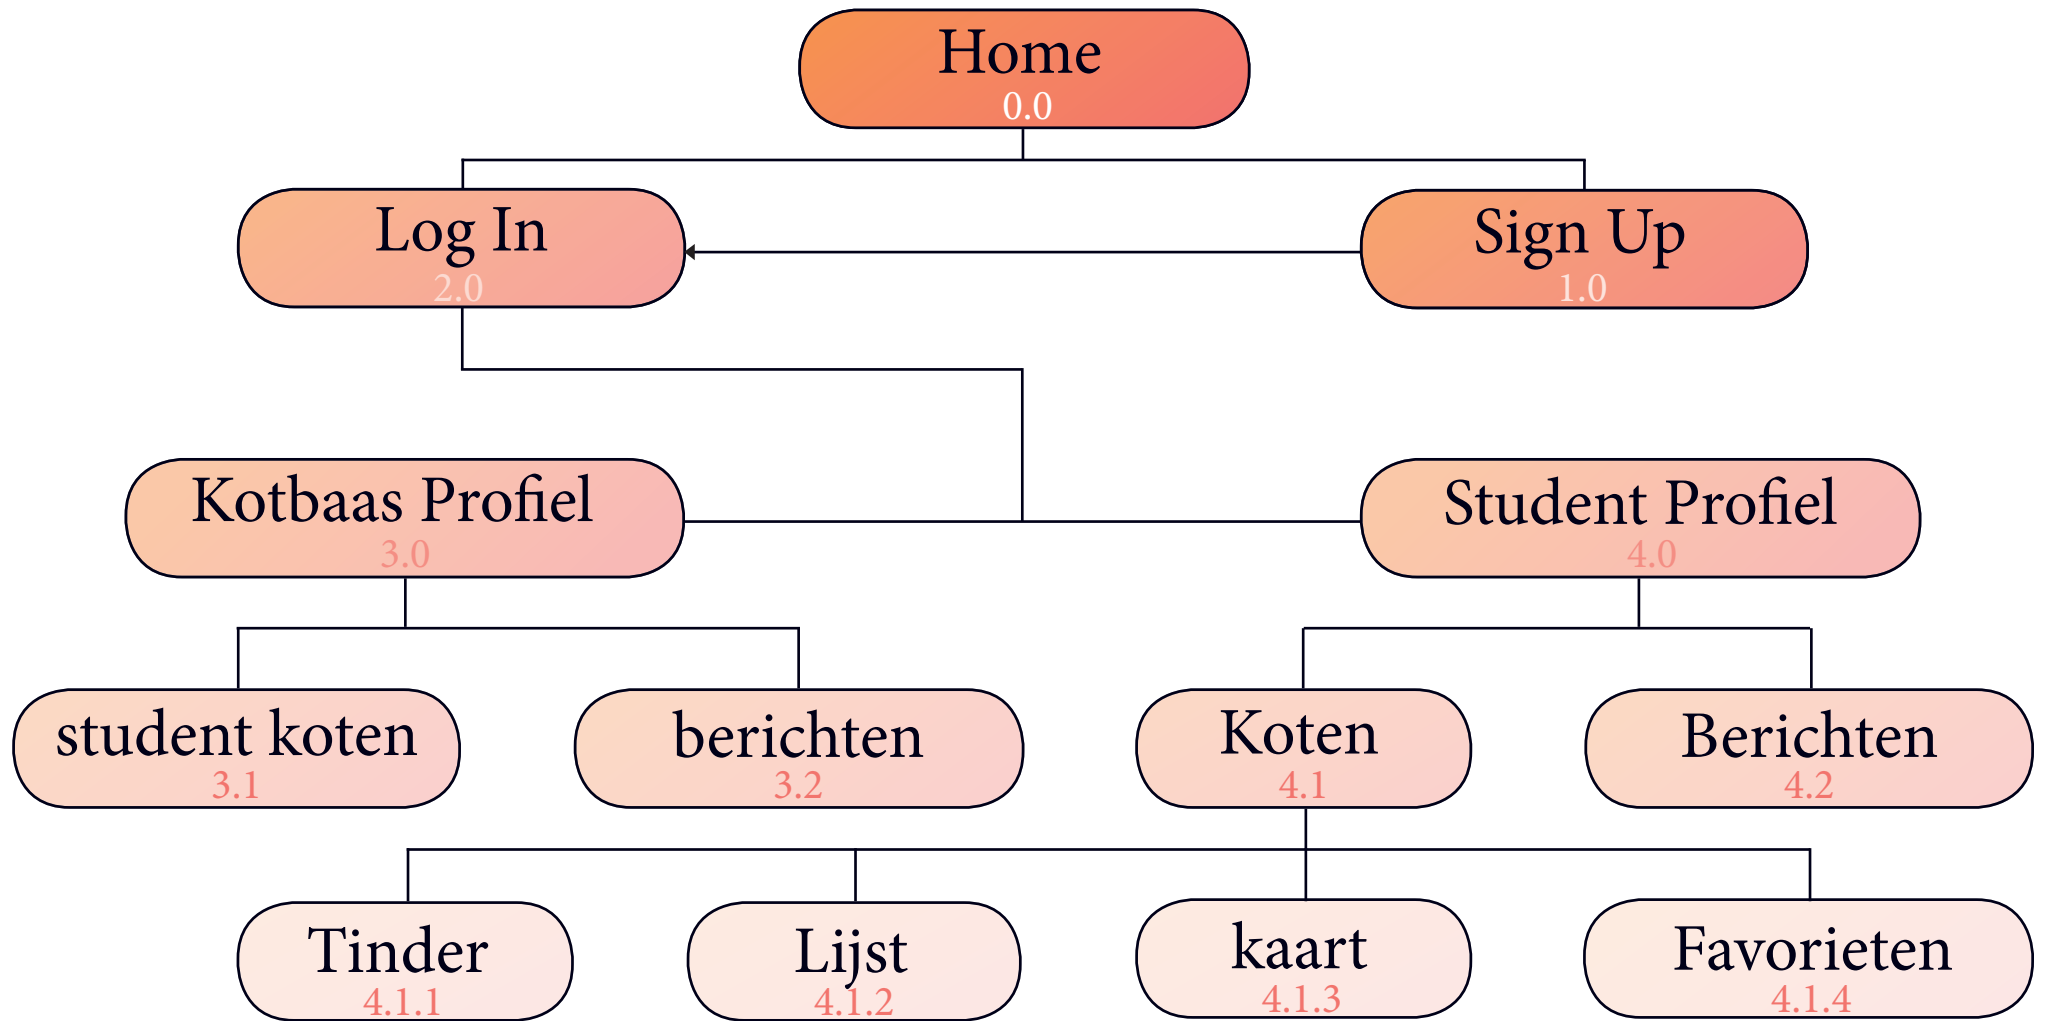 Home
0.0
Log In
2.0
Sign Up
1.0
Kotbaas Profiel
3.0
Student Profiel
4.0
student koten
3.1
berichten
3.2
Koten
4.1
Berichten
4.2
Tinder
4.1.1
Lijst
4.1.2
kaart
4.1.3
Favorieten
4.1.4